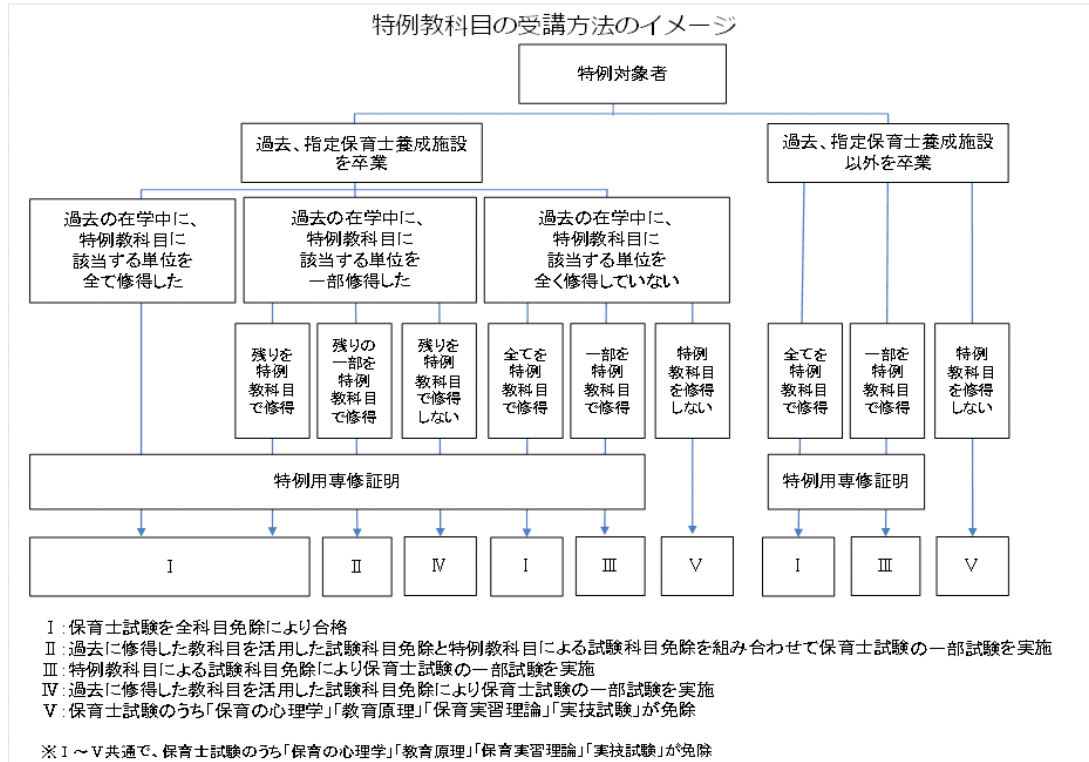 特例教科目の受講方法のイメージ
特例対象者
過去、指定保育士養成施設
を卒業
過去、指定保育士養成施設
以外を卒業
過去の在学中に、
特例教科目に
該当する単位を
全て修得した
過去の在学中に、
特例教科目に
該当する単位を
一部修得した
過去の在学中に、
特例教科目に
該当する単位を
全く修得していない
残りを
特例
教科目
で修得
残りの
一部を
特例
教科目
で修得
残りを
特例
教科目
で修得
しない
全てを
特例
教科目
で修得
一部を
特例
教科目
で修得
特例
教科目
を修得
しない
全てを
特例
教科目
で修得
一部を
特例
教科目
で修得
特例
教科目
を修得
しない
特例用専修証明
特例用専修証明
Ⅰ
Ⅱ
Ⅳ
Ⅰ
Ⅲ
Ⅴ
Ⅰ
Ⅲ
Ⅴ
Ⅰ:保育士試験を全科目免除により合格
Ⅱ:過去に修得した教科目を活用した試験科目免除と特例教科目による試験科目免除を組み合わせて保育士試験の一部試験を実施
Ⅲ:特例教科目による試験科目免除により保育士試験の一部試験を実施
Ⅳ:過去に修得した教科目を活用した試験科目免除により保育士試験の一部試験を実施
Ⅴ:保育士試験のうち「保育の心理学」「教育原理」「保育実習理論」「実技試験」が免除
※Ⅰ~Ⅴ共通で、保育士試験のうち「保育の心理学」「教育原理」「保育実習理論」「実技試験」が免除